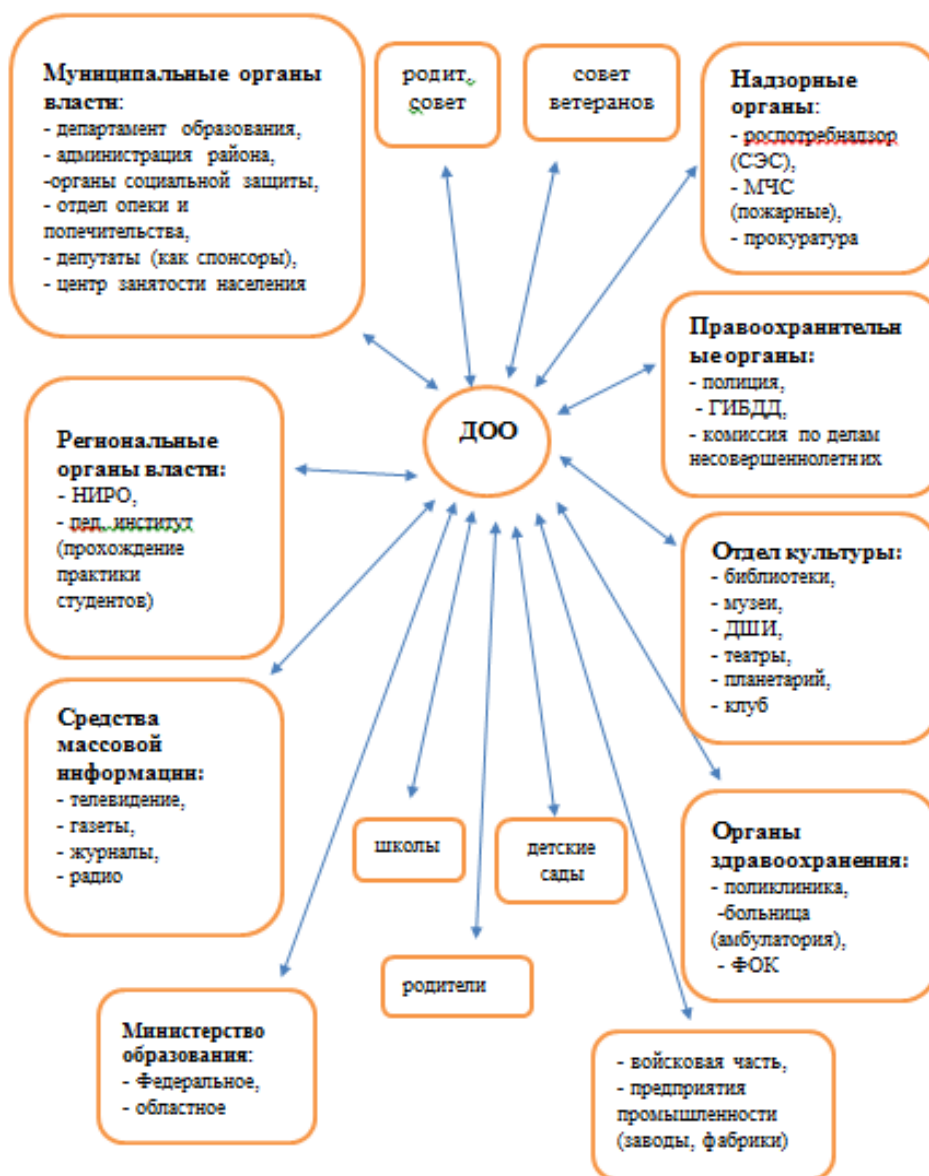 Муниципальные органы
власти:
- департамент образования,
- администрация района,
-органы социальной защиты,
- отдел опеки и
попечительства,
- депутаты (как спонсоры),
- центр занятости населения
родит,
совет
совет
ветеранов
Надзорные
органы:
- роспотребнадзор
(СЭС),
- МЧС
(пожарные),
- прокуратура
Правоохранительн
ые органы:
- полиция,
- ГИБДД,
- комиссия по делам
несовершеннолетних
ДОО
Региональные
органы власти:
- НИРО,
- пед. институт
(прохождение
практики
студентов)
Отдел культуры:
- библиотеки,
- музеи,
- ДШИ,
- театры,
- планетарий,
- клуб
Средства
массовой
информации:
- телевидение,
- газеты,
- журналы,
- радио
школы
детские
сады
Органы
здравоохранения:
- поликлиника,
-больница
(амбулатория),
- ФОК
родители
Министерство
образования:
- Федеральное,
- областное
- войсковая часть,
- предприятия
промышленности
(заводы, фабрики)